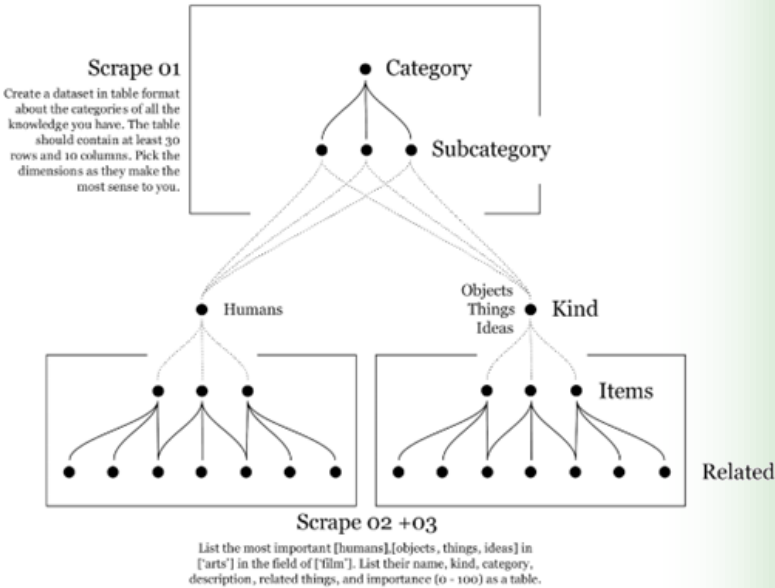 Scrape 01
Create a dataset in table format
about the categories of all the
knowledge you have. The table
should contain at least 30
rows and 10 columns. Pick the
dimensions as they make the
most sense to you.
Category
Subcategory
Humans
Objects
Things
Ideas
Kind
Items
Related
Scrape 02 +03
List the most important [humans],[objects, things, ideas] in
['arts'] in the field of ['film']. List their name, kind, category,
description, related things, and importance (0 - 100) as a table.